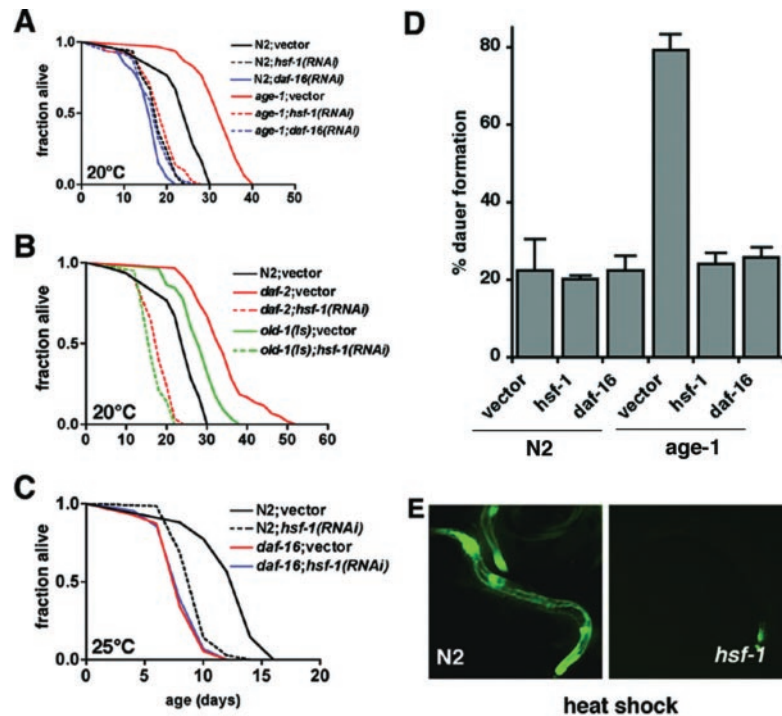 A
fraction alive
1.0
0.5
0.0
20°C
0 10 20 30 40 50
N2;vector
N2;hsf-1(RNAi)
N2;daf-16(RNAi)
age-1;vector
age-1;hsf-1(RNAi)
age-1;daf-16(RNAi)
B
fraction alive
1.0
0.5
0.0
20°C
0 10 20 30 40 50 60
N2;vector
daf-2;vector
daf-2;hsf-1(RNAi)
old-1(Is);vector
old-1(Is);hsf-1(RNAi)
C
fraction alive
1.0
0.5
0.0
25°C
0 5 10 15 20
age (days)
N2;vector
N2;hsf-1(RNAi)
daf-16;vector
daf-16;hsf-1(RNAi)
D
% dauer formation
80
60
40
20
0
vector hsf-1 daf-16 vector hsf-1 daf-16
N2 age-1
E
N2 hsf-1
heat shock